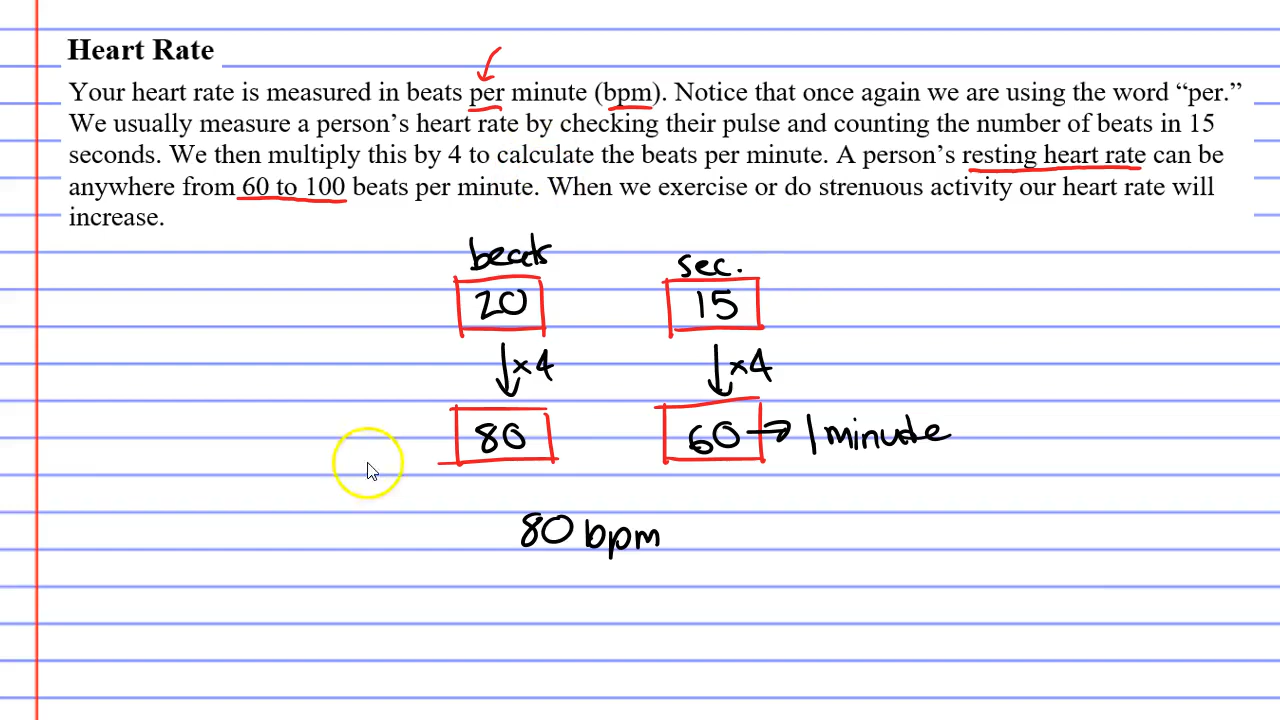 Heart Rate
Your heart rate is measured in beats per minute (bpm). Notice that once again we are using the word “per.”
We usually measure a person’s heart rate by checking their pulse and counting the number of beats in 15
seconds. We then multiply this by 4 to calculate the beats per minute. A person’s resting heart rate can be
anywhere from 60 to 100 beats per minute. When we exercise or do strenuous activity our heart rate will
increase.
beats sec.
20 15
×4 ×4
80 60 → 1 minute
80 bpm